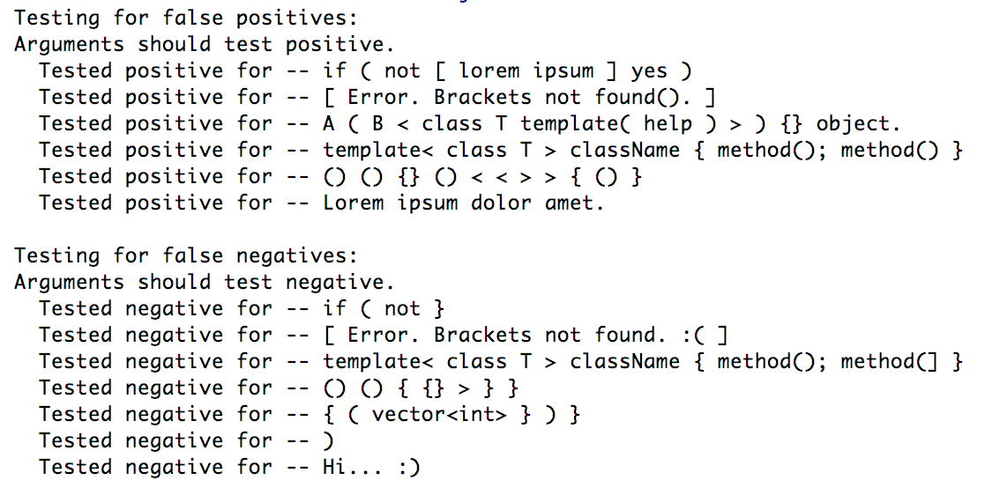 Testing for false positives:
Arguments should test positive.
  Tested positive for -- if ( not [ lorem ipsum ] yes )
  Tested positive for -- [ Error. Brackets not found(). ]
  Tested positive for -- A ( B < class T template( help ) > ) {} object.
  Tested positive for -- template< class T > className { method(); method() }
  Tested positive for -- () () {} () < < > > { () }
  Tested positive for -- Lorem ipsum dolor amet.

Testing for false negatives:
Arguments should test negative.
  Tested negative for -- if ( not }
  Tested negative for -- [ Error. Brackets not found. :( ]
  Tested negative for -- template< class T > className { method(); method(] }
  Tested negative for -- () () { {} > } }
  Tested negative for -- { ( vector<int> } ) }
  Tested negative for -- )
  Tested negative for -- Hi... :)